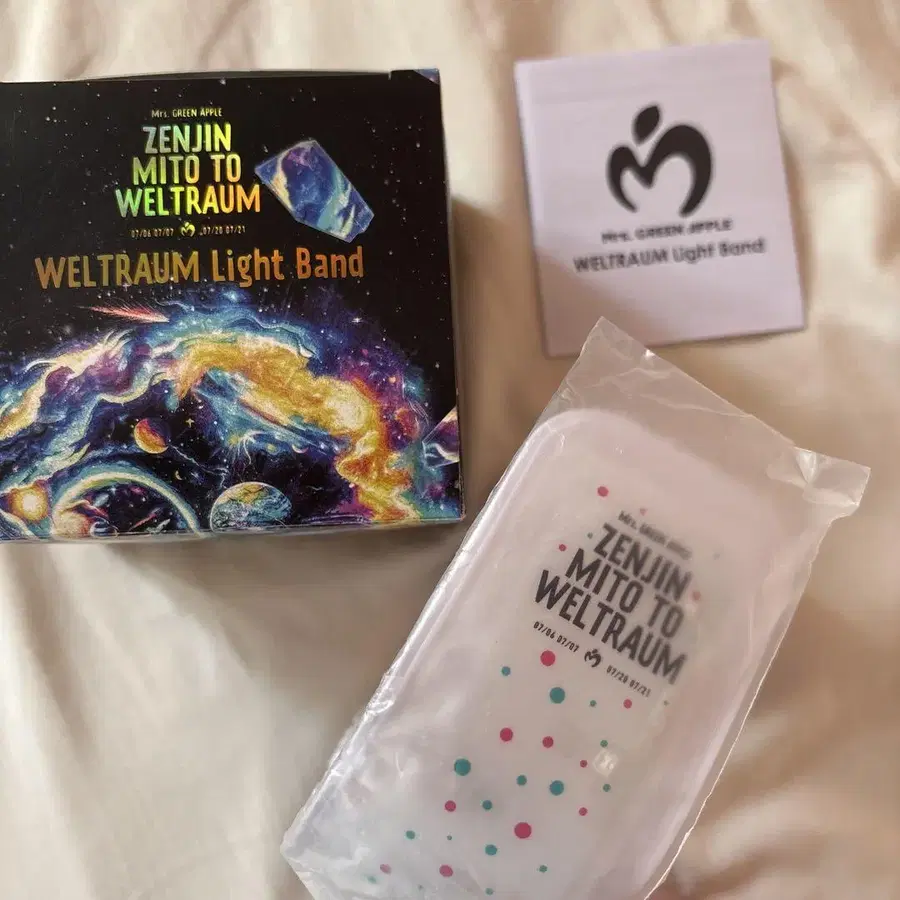 Mrs. GREEN APPLE
ZENJIN
MITO TO
WELTRAUM
07/06 07/07 07/20 07/21
WELTRAUM Light Band
Mrs. GREEN APPLE
WELTRAUM Light Band
Mrs. GREEN APPLE
ZENJIN
MITO TO
WELTRAUM
07/06 07/07 07/20 07/21